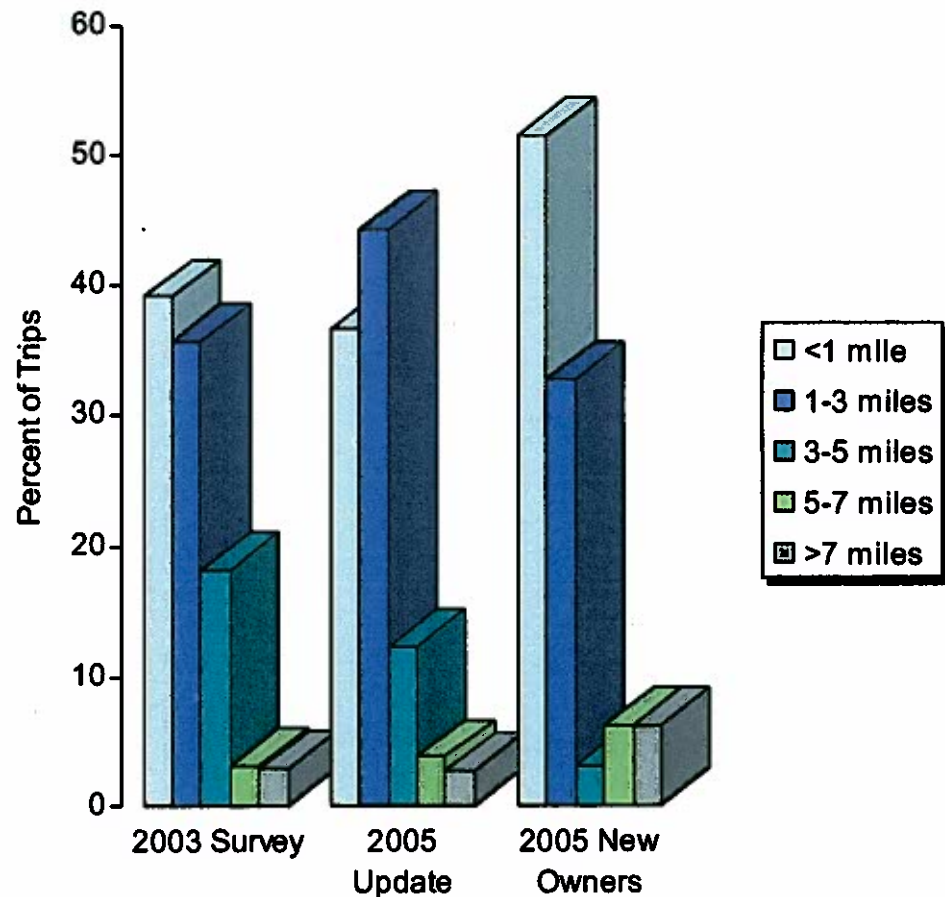 60
50
40
30
20
10
0
Percent of Trips
2003 Survey
2005
Update
2005 New
Owners
<1 mile
1-3 miles
3-5 miles
5-7 miles
>7 miles